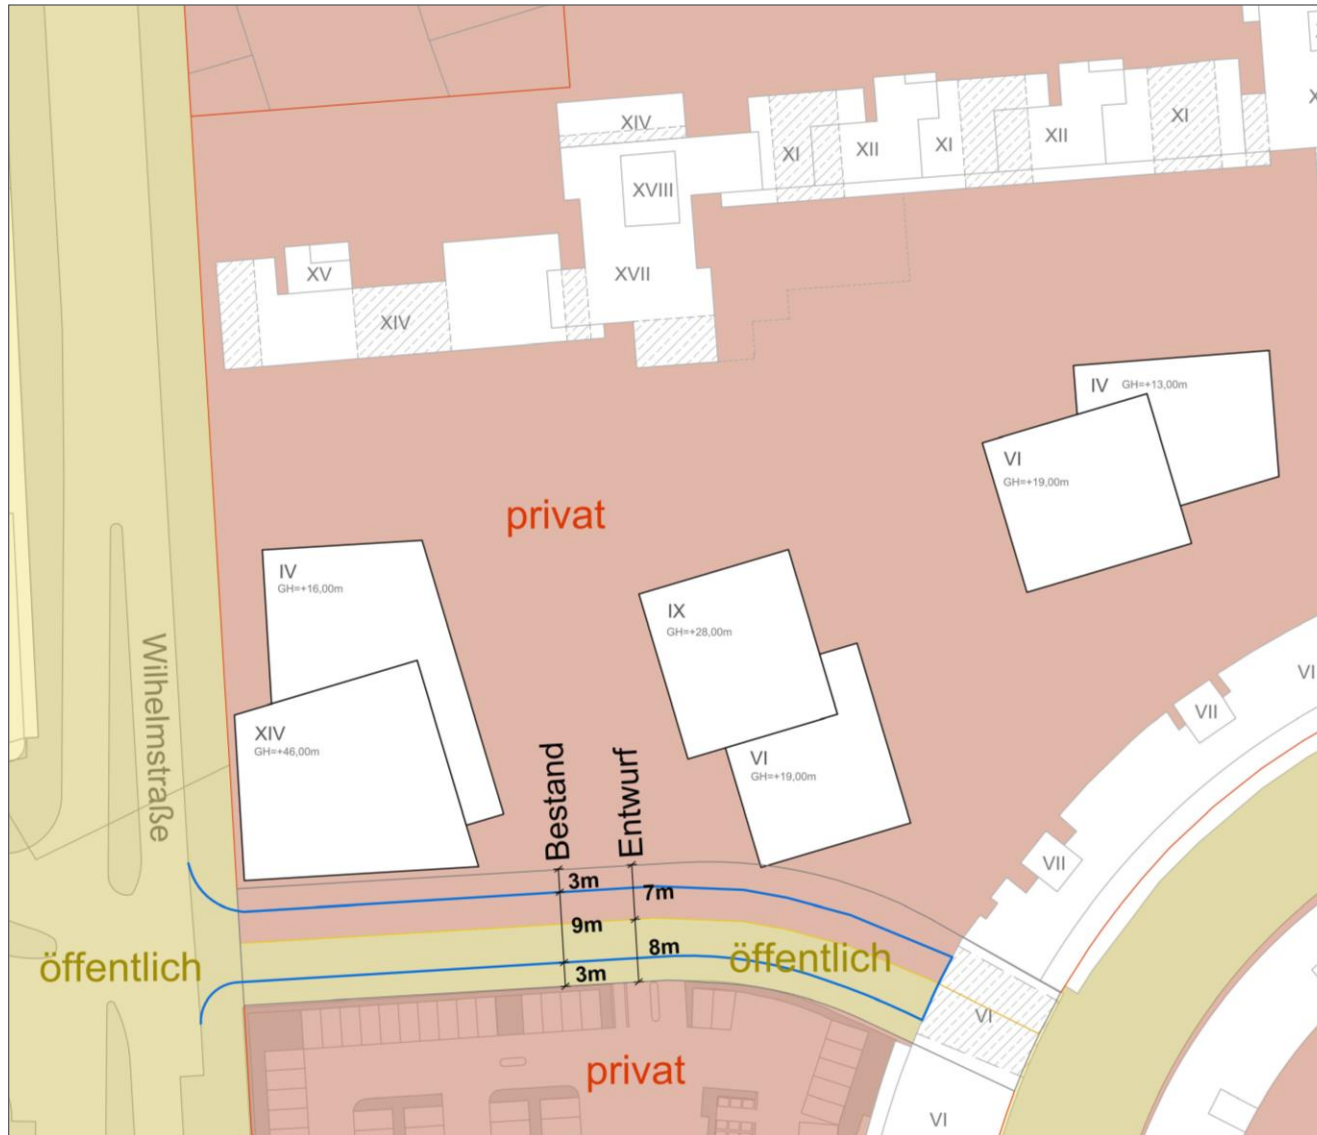 XIV
XVIII
XI
XII
XI
XII
XI
X
XV
XVII
XIV
IV GH=+13,00m
VI
GH=+19,00m
privat
IV
GH=+16,00m
IX
GH=+28,00m
Wilhelmstraße
XIV
GH=+46,00m
VI
GH=+19,00m
VI
VII
VII
Bestand
Entwurf
3m
7m
9m
8m
3m
öffentlich
öffentlich
VI
privat
VI